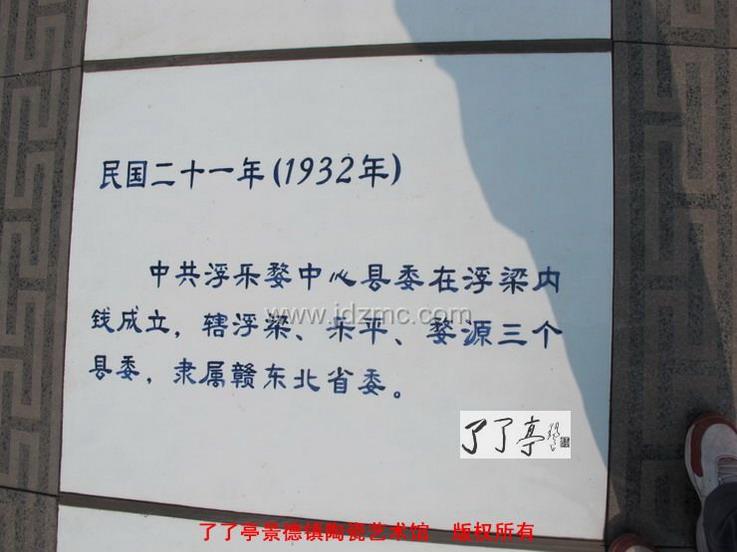 民国二十一年(1932年)
中共浮乐婺中心县委在浮梁内
钱成立，辖浮梁、乐平、婺源三个
县委，隶属赣东北省委。
www.jdzmc.com
了了亭
了了亭景德镇陶瓷艺术馆 版权所有